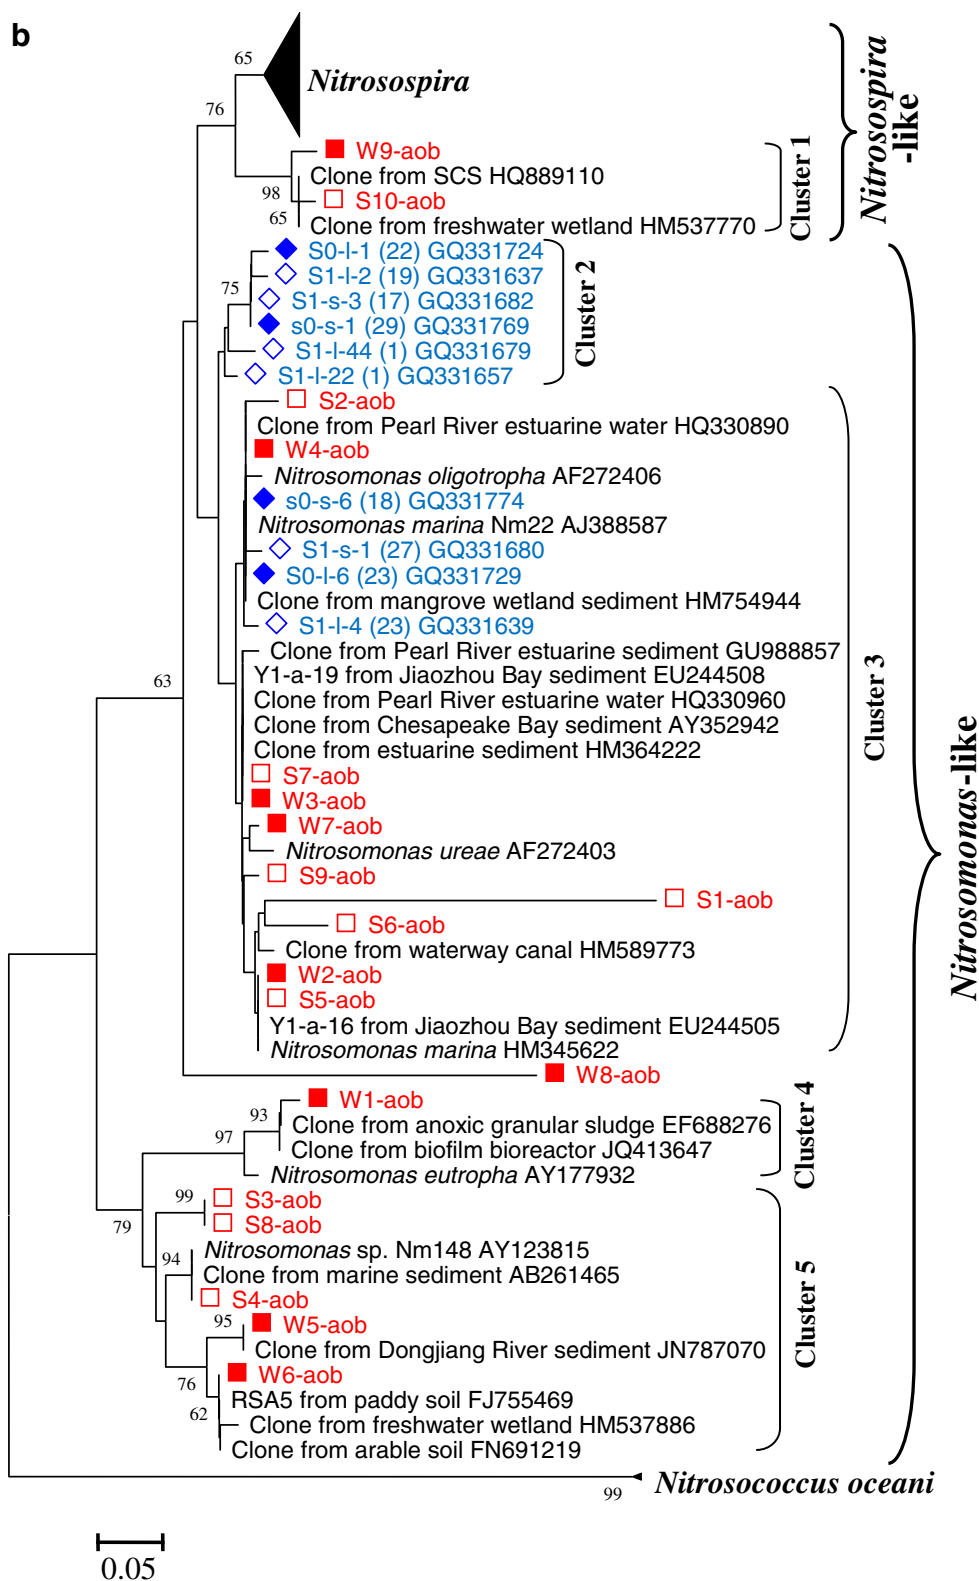 b
65
Nitrosospira
76
W9-aob
Clone from SCS HQ889110
98
S10-aob
65
Clone from freshwater wetland HM537770
Cluster 1
Nitrosospira
-like
S0-l-1 (22) GQ331724
S1-l-2 (19) GQ331637
75
S1-s-3 (17) GQ331682
s0-s-1 (29) GQ331769
S1-l-44 (1) GQ331679
S1-l-22 (1) GQ331657
Cluster 2
S2-aob
Clone from Pearl River estuarine water HQ330890
W4-aob
Nitrosomonas oligotropha AF272406
s0-s-6 (18) GQ331774
Nitrosomonas marina Nm22 AJ388587
S1-s-1 (27) GQ331680
S0-l-6 (23) GQ331729
Clone from mangrove wetland sediment HM754944
S1-l-4 (23) GQ331639
Clone from Pearl River estuarine sediment GU988857
Y1-a-19 from Jiaozhou Bay sediment EU244508
63
Clone from Pearl River estuarine water HQ330960
Clone from Chesapeake Bay sediment AY352942
Clone from estuarine sediment HM364222
S7-aob
W3-aob
W7-aob
Nitrosomonas ureae AF272403
S9-aob
S1-aob
S6-aob
Clone from waterway canal HM589773
W2-aob
S5-aob
Y1-a-16 from Jiaozhou Bay sediment EU244505
Nitrosomonas marina HM345622
Cluster 3
Nitrosomonas-like
W8-aob
W1-aob
93
Clone from anoxic granular sludge EF688276
97
Clone from biofilm bioreactor JQ413647
Nitrosomonas eutropha AY177932
Cluster 4
99
S3-aob
79
S8-aob
Nitrosomonas sp. Nm148 AY123815
94
Clone from marine sediment AB261465
S4-aob
95
W5-aob
Clone from Dongjiang River sediment JN787070
W6-aob
76
RSA5 from paddy soil FJ755469
62
Clone from freshwater wetland HM537886
Clone from arable soil FN691219
Cluster 5
99
Nitrosococcus oceani
0.05